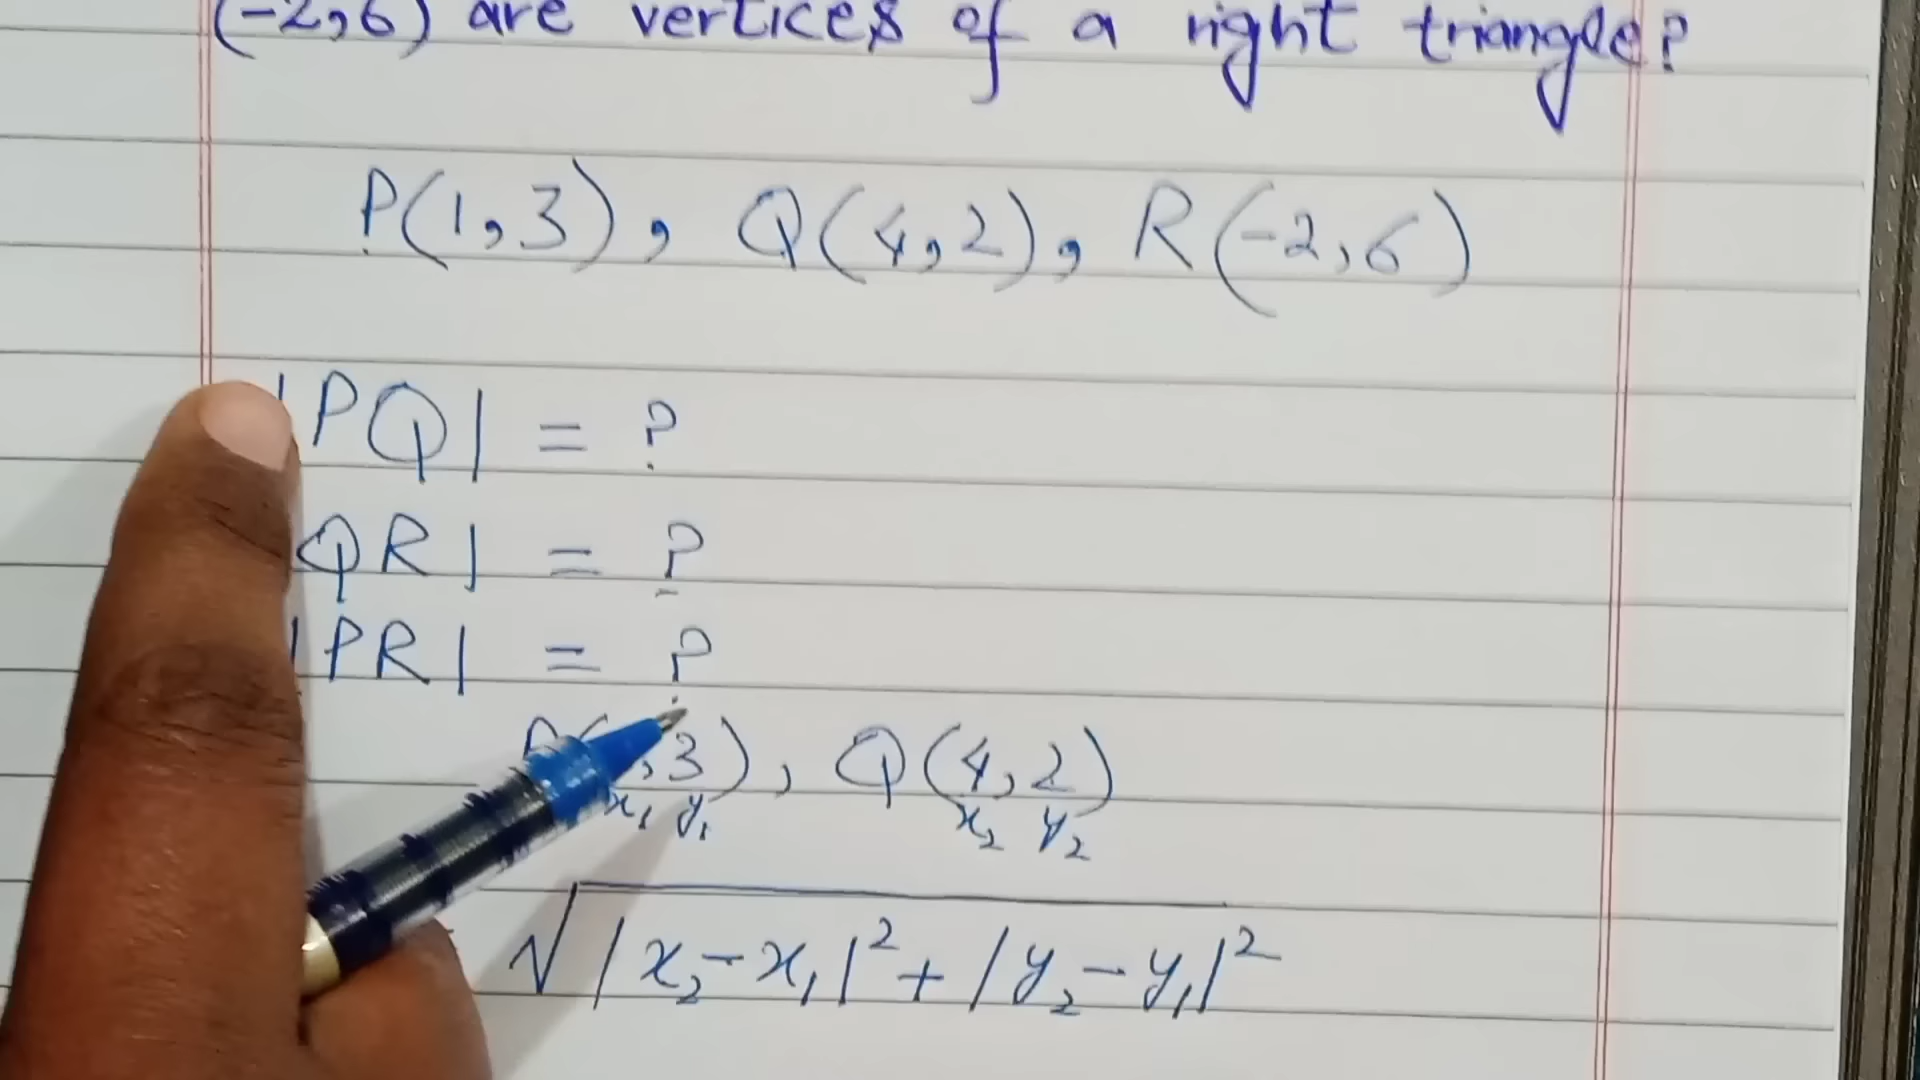 (-2,6) are vertices of a right triangle?
P(1,3), Q(4,2), R(-2,6)
|PQ| = ?
QR| = ?
|PR| = ?
P( ,3), Q(4,2)
x₁ y₁ x₂ y₂
√|x₂-x₁|²+|y₂-y₁|²